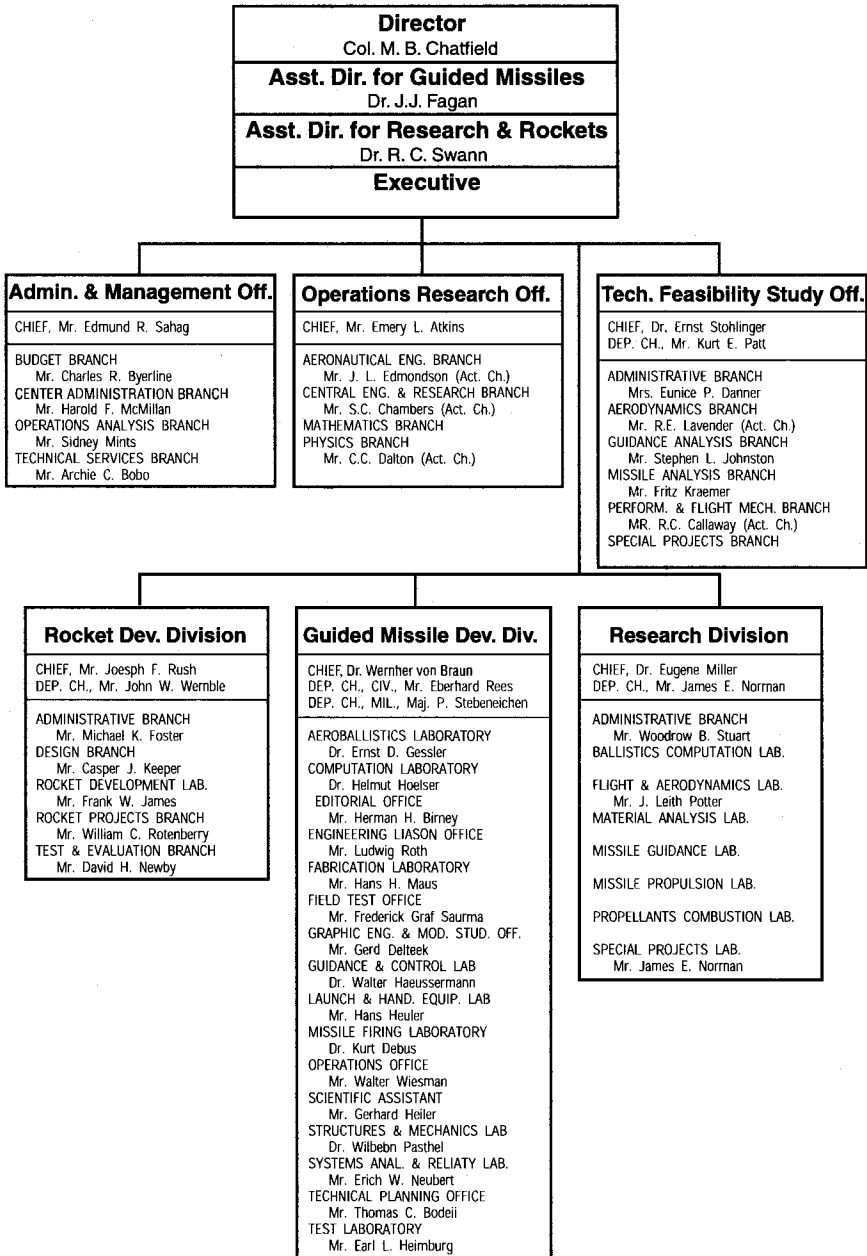 Director
Col. M. B. Chatfield
Asst. Dir. for Guided Missiles
Dr. J.J. Fagan
Asst. Dir. for Research & Rockets
Dr. R. C. Swann
Executive
Admin. & Management Off.
CHIEF, Mr. Edmund R. Sahag
BUDGET BRANCH
Mr. Charles R. Byerline
CENTER ADMINISTRATION BRANCH
Mr. Harold F. McMillan
OPERATIONS ANALYSIS BRANCH
Mr. Sidney Mints
TECHNICAL SERVICES BRANCH
Mr. Archie C. Bobo
Operations Research Off.
CHIEF, Mr. Emery L. Atkins
AERONAUTICAL ENG. BRANCH
Mr. J. L. Edmondson (Act. Ch.)
CENTRAL ENG. & RESEARCH BRANCH
Mr. S.C. Chambers (Act. Ch.)
MATHEMATICS BRANCH
PHYSICS BRANCH
Mr. C.C. Dalton (Act. Ch.)
Tech. Feasibility Study Off.
CHIEF, Dr. Ernst Stohlinger
DEP. CH., Mr. Kurt E. Patt
ADMINISTRATIVE BRANCH
Mrs. Eunice P. Danner
AERODYNAMICS BRANCH
Mr. R.E. Lavender (Act. Ch.)
GUIDANCE ANALYSIS BRANCH
Mr. Stephen L. Johnston
MISSILE ANALYSIS BRANCH
Mr. Fritz Kraemer
PERFORM. & FLIGHT MECH. BRANCH
MR. R.C. Callaway (Act. Ch.)
SPECIAL PROJECTS BRANCH
Rocket Dev. Division
CHIEF, Mr. Joesph F. Rush
DEP. CH., Mr. John W. Wernble
ADMINISTRATIVE BRANCH
Mr. Michael K. Foster
DESIGN BRANCH
Mr. Casper J. Keeper
ROCKET DEVELOPMENT LAB.
Mr. Frank W. James
ROCKET PROJECTS BRANCH
Mr. William C. Rotenberry
TEST & EVALUATION BRANCH
Mr. David H. Newby
Guided Missile Dev. Div.
CHIEF, Dr. Wernher von Braun
DEP. CH., CIV., Mr. Eberhard Rees
DEP. CH., MIL., Maj. P. Stebeneichen
AEROBALLISTICS LABORATORY
Dr. Ernst D. Gessler
COMPUTATION LABORATORY
Dr. Helmut Hoelser
EDITORIAL OFFICE
Mr. Herman H. Birney
ENGINEERING LIASON OFFICE
Mr. Ludwig Roth
FABRICATION LABORATORY
Mr. Hans H. Maus
FIELD TEST OFFICE
Mr. Frederick Graf Saurma
GRAPHIC ENG. & MOD. STUD. OFF.
Mr. Gerd Delteek
GUIDANCE & CONTROL LAB
Dr. Walter Haeussermann
LAUNCH & HAND. EQUIP. LAB
Mr. Hans Heuler
MISSILE FIRING LABORATORY
Dr. Kurt Debus
OPERATIONS OFFICE
Mr. Walter Wiesman
SCIENTIFIC ASSISTANT
Mr. Gerhard Heiler
STRUCTURES & MECHANICS LAB
Dr. Wilbebn Pasthel
SYSTEMS ANAL. & RELIATY LAB.
Mr. Erich W. Neubert
TECHNICAL PLANNING OFFICE
Mr. Thomas C. Bodeii
TEST LABORATORY
Mr. Earl L. Heimburg
Research Division
CHIEF, Dr. Eugene Miller
DEP. CH., Mr. James E. Norrman
ADMINISTRATIVE BRANCH
Mr. Woodrow B. Stuart
BALLISTICS COMPUTATION LAB.
FLIGHT & AERODYNAMICS LAB.
Mr. J. Leith Potter
MATERIAL ANALYSIS LAB.
MISSILE GUIDANCE LAB.
MISSILE PROPULSION LAB.
PROPELLANTS COMBUSTION LAB.
SPECIAL PROJECTS LAB.
Mr. James E. Norrman